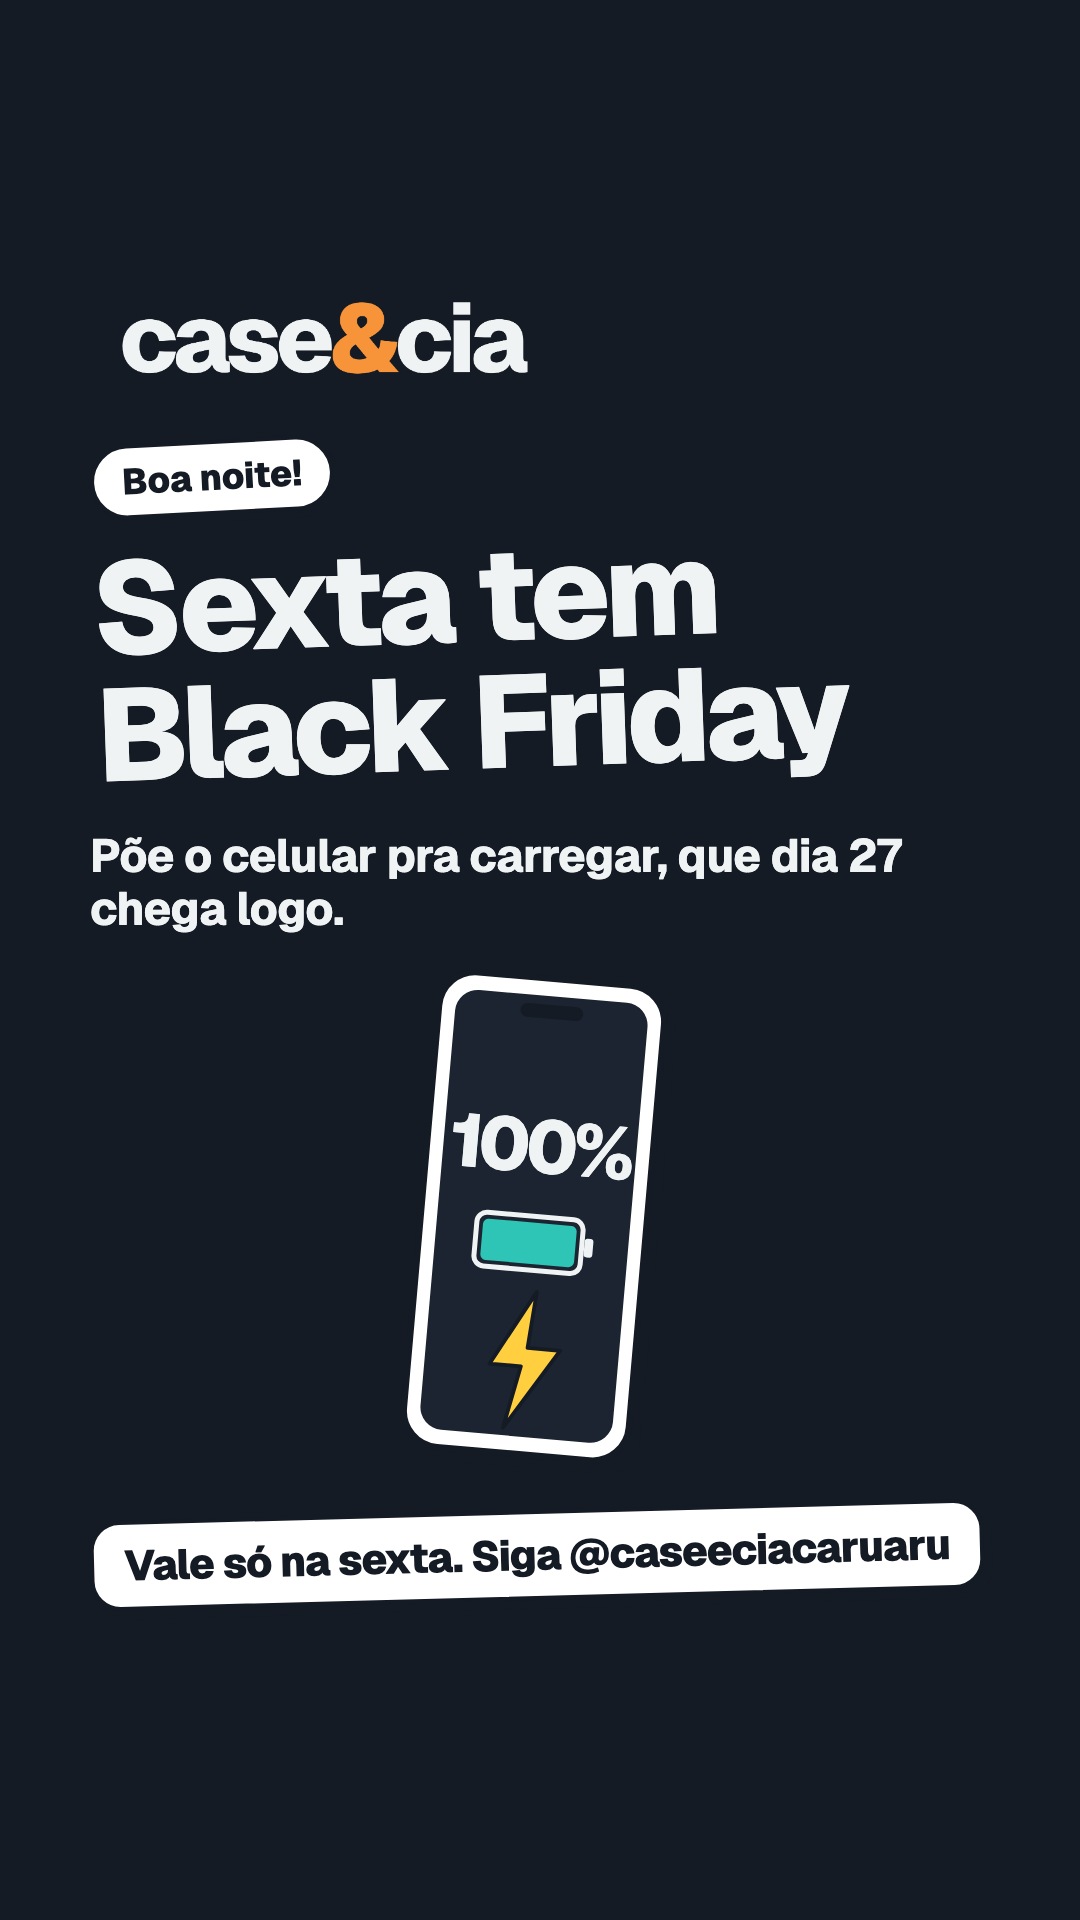 case&cia
Boa noite!
Sexta tem
Black Friday
Põe o celular pra carregar, que dia 27
chega logo.
100%
Vale só na sexta. Siga @caseeciacaruaru